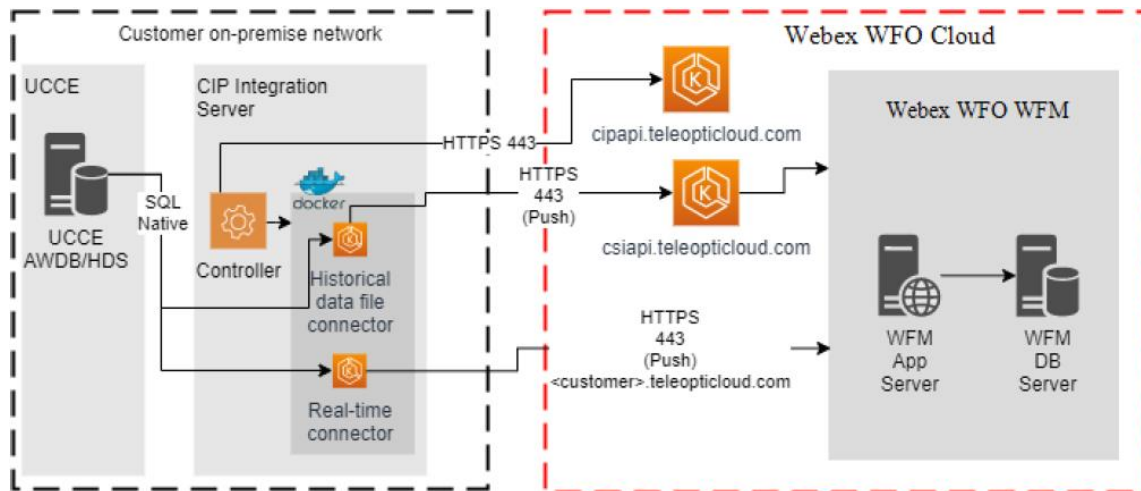 Customer on-premise network
UCCE
UCCE
AWDB/HDS
SQL
Native
CIP Integration
Server
Controller
docker
Historical
data file
connector
Real-time
connector
HTTPS 443
HTTPS
443
(Push)
HTTPS
443
(Push)
<customer>.teleopticloud.com
Webex WFO Cloud
cipapi.teleopticloud.com
csiapi.teleopticloud.com
Webex WFO WFM
WFM
App
Server
WFM
DB
Server